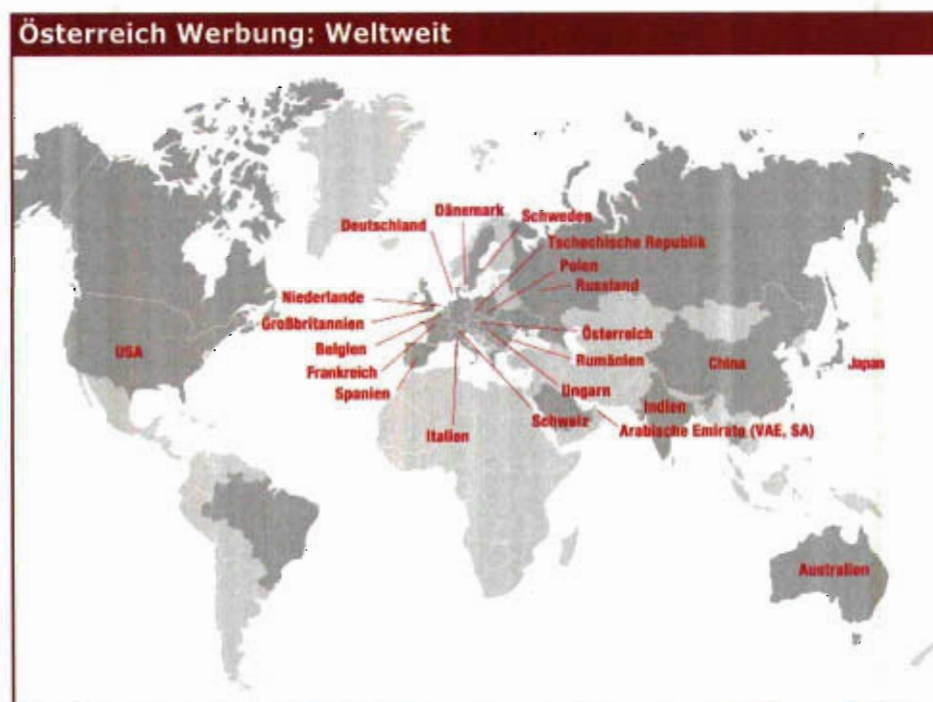 Österreich Werbung: Weltweit
Dänemark
Schweden
Deutschland
Tschechische Republik
Polen
Russland
Niederlande
Großbritannien
Österreich
USA
Belgien
Rumänien
China
Japan
Frankreich
Spanien
Ungarn
Indien
Schweiz
Arabische Emirate (VAE, SA)
Italien
Australien